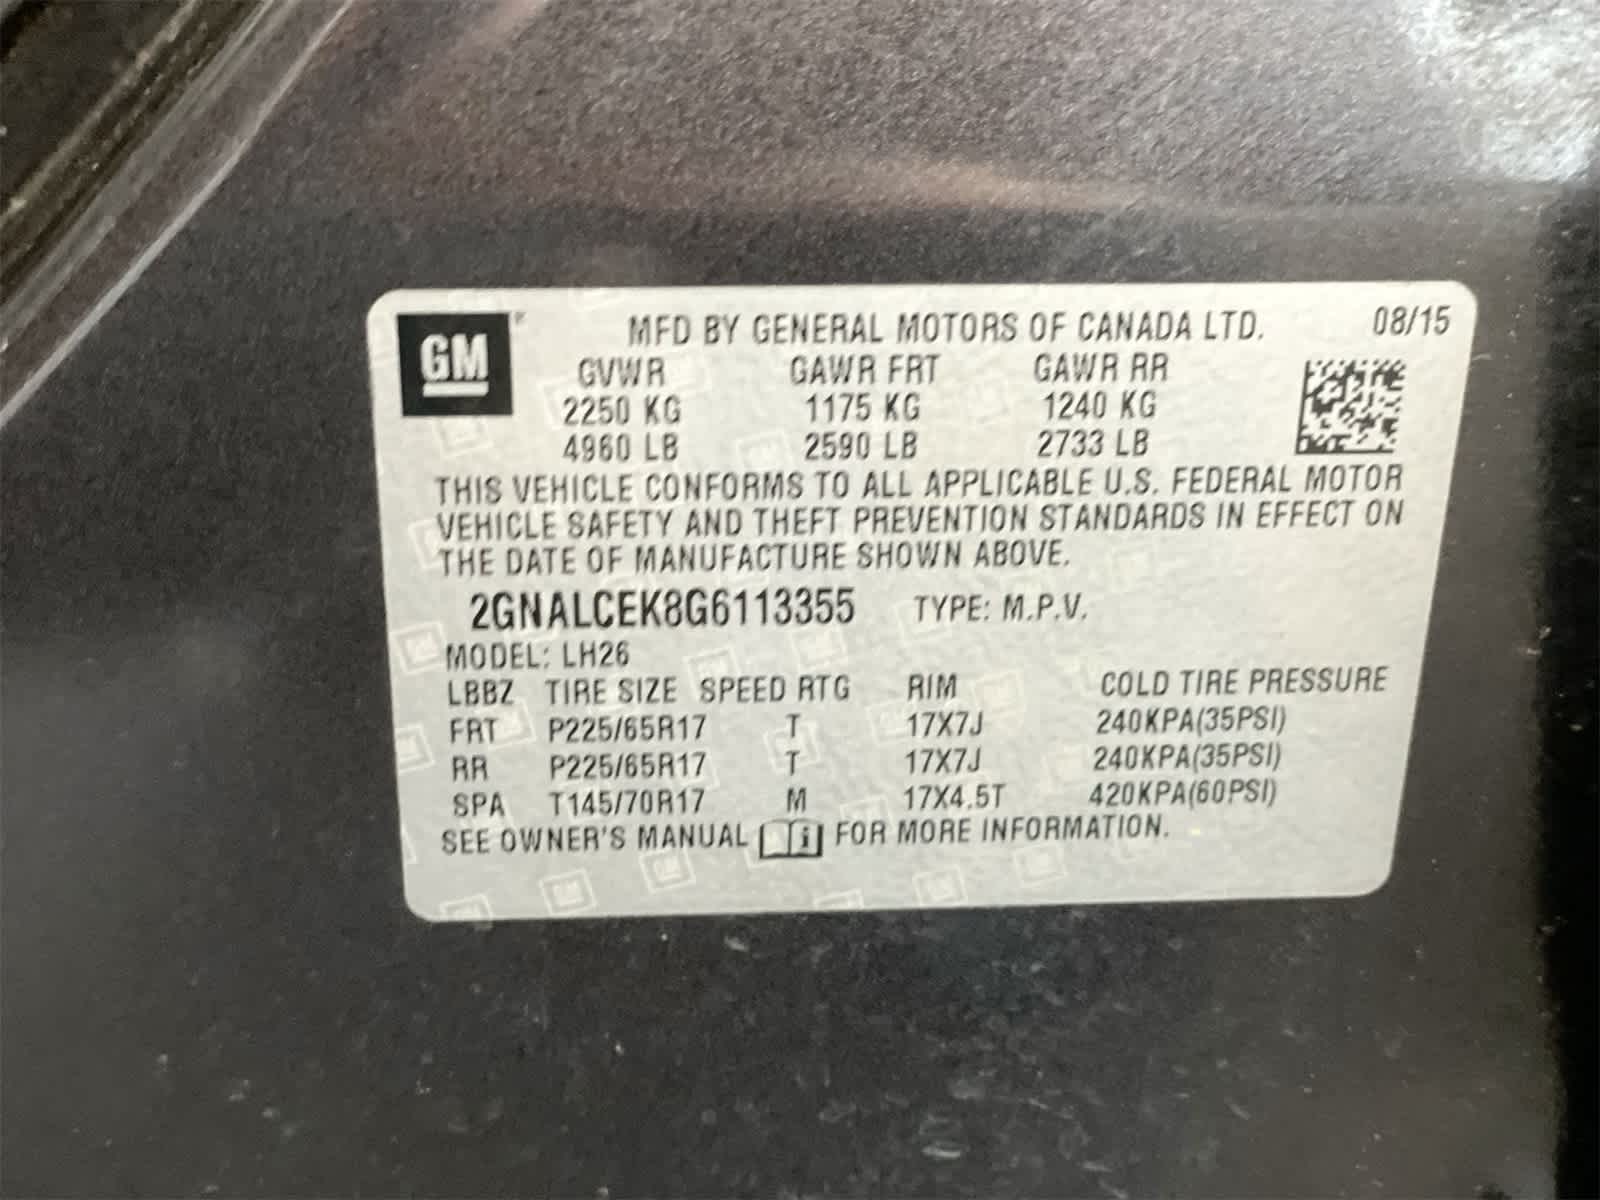 GM
MFD BY GENERAL MOTORS OF CANADA LTD. 08/15
GVWR GAWR FRT GAWR RR
2250 KG 1175 KG 1240 KG
4960 LB 2590 LB 2733 LB
THIS VEHICLE CONFORMS TO ALL APPLICABLE U.S. FEDERAL MOTOR
VEHICLE SAFETY AND THEFT PREVENTION STANDARDS IN EFFECT ON
THE DATE OF MANUFACTURE SHOWN ABOVE.
2GNALCEK8G6113355 TYPE: M.P.V.
MODEL: LH26
LBBZ TIRE SIZE SPEED RTG RIM COLD TIRE PRESSURE
FRT P225/65R17 T 17X7J 240KPA(35PSI)
RR P225/65R17 T 17X7J 240KPA(35PSI)
SPA T145/70R17 M 17X4.5T 420KPA(60PSI)
SEE OWNER'S MANUAL i FOR MORE INFORMATION.